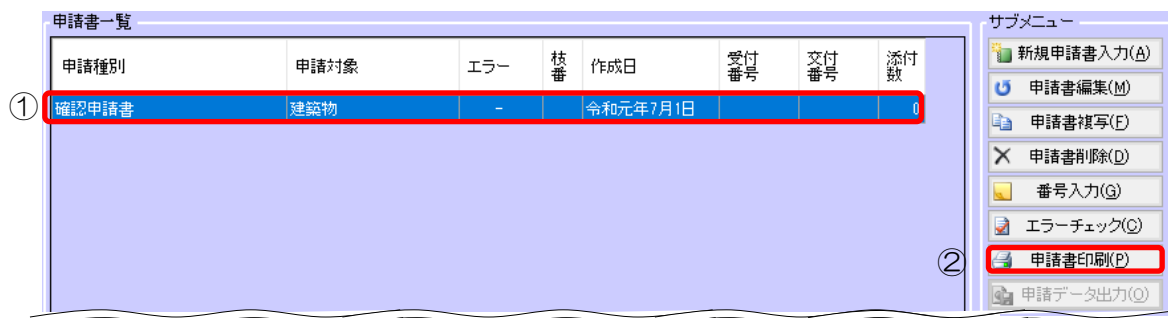 申請書一覧
申請種別 申請対象 エラー 枝番 作成日 受付番号 交付番号 添付数
① 確認申請書 建築物 － 令和元年7月1日 0
サブメニュー
新規申請書入力(A)
申請書編集(M)
申請書複写(F)
申請書削除(D)
番号入力(G)
エラーチェック(C)
② 申請書印刷(P)
申請データ出力(O)